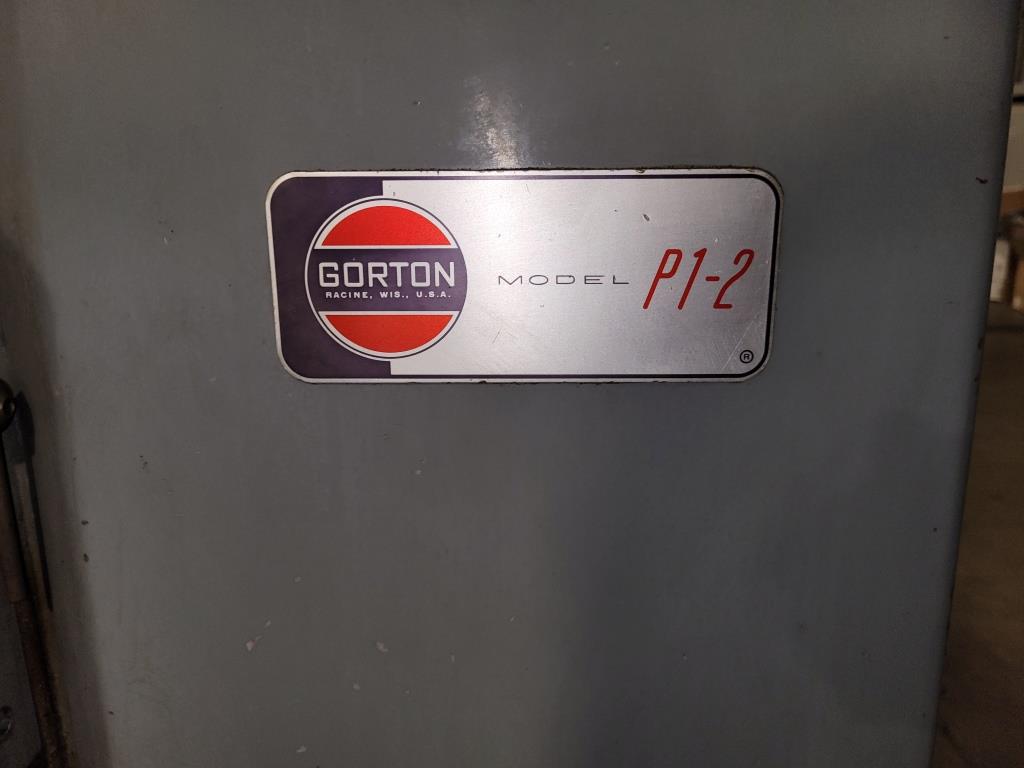 GORTON
RACINE, WIS., U.S.A.
MODEL P1-2
®